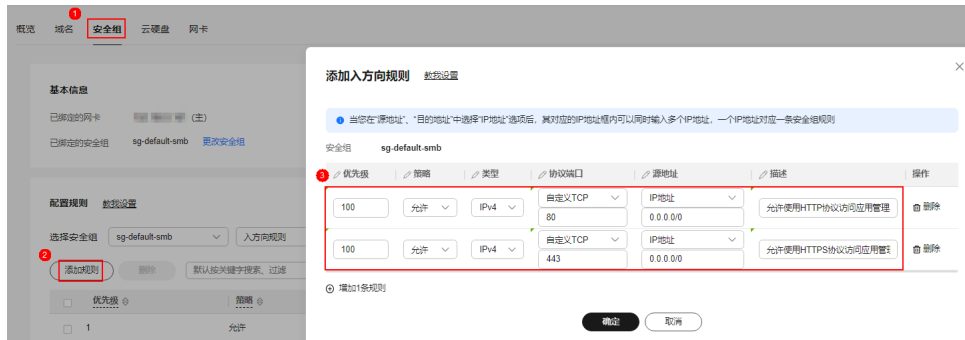 1
概览 域名 安全组 云硬盘 网卡
基本信息
已绑定的网卡 (主)
已绑定的安全组 sg-default-smb 更改安全组
配置规则 教我设置
选择安全组 sg-default-smb 入方向规则
2
添加规则 删除 默认按关键字搜索、过滤
优先级 策略
1 允许
添加入方向规则 教我设置
当您在“源地址”、“目的地址”中选择“IP地址”选项后，其对应的IP地址框内可以同时输入多个IP地址，一个IP地址对应一条安全组规则
安全组 sg-default-smb
3
优先级 策略 类型 协议端口 源地址 描述 操作
100 允许 IPv4 自定义TCP IP地址 允许使用HTTP协议访问应用管理 删除
80 0.0.0.0/0
100 允许 IPv4 自定义TCP IP地址 允许使用HTTPS协议访问应用管 删除
443 0.0.0.0/0
增加1条规则
确定 取消